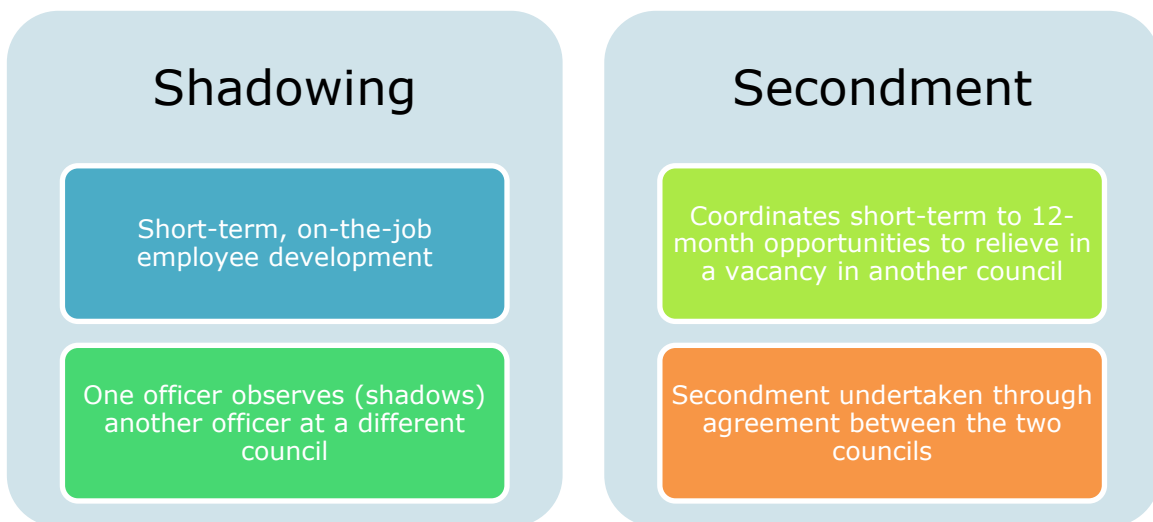 Shadowing
Short-term, on-the-job
employee development
One officer observes (shadows)
another officer at a different
council
Secondment
Coordinates short-term to 12-
month opportunities to relieve in
a vacancy in another council
Secondment undertaken through
agreement between the two
councils